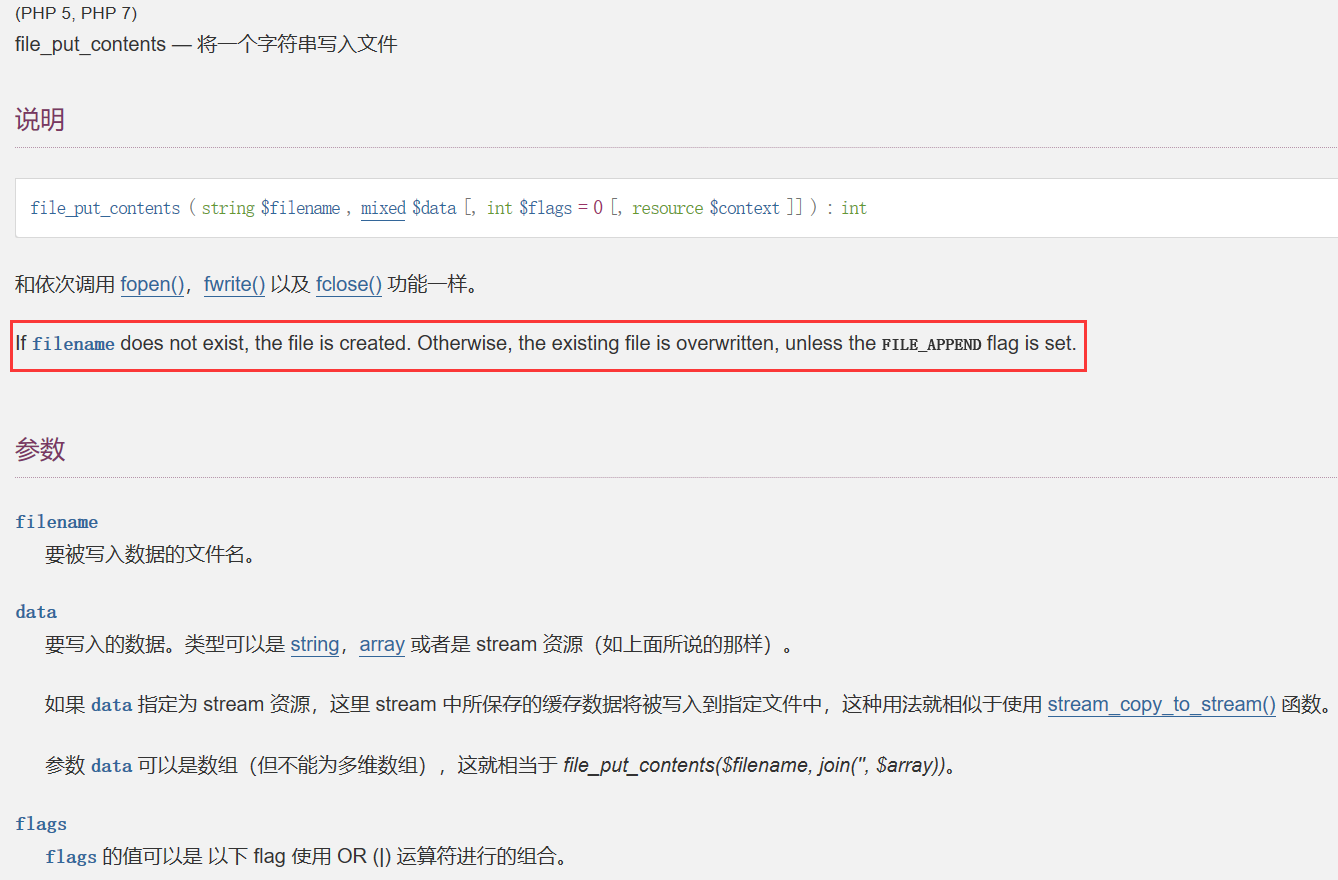 (PHP 5, PHP 7)
file_put_contents — 将一个字符串写入文件
说明
file_put_contents ( string $filename , mixed $data [, int $flags = 0 [, resource $context ]] ) : int
和依次调用 fopen()，fwrite() 以及 fclose() 功能一样。
If filename does not exist, the file is created. Otherwise, the existing file is overwritten, unless the FILE_APPEND flag is set.
参数
filename
要被写入数据的文件名。
data
要写入的数据。类型可以是 string，array 或者是 stream 资源（如上面所说的那样）。
如果 data 指定为 stream 资源，这里 stream 中所保存的缓存数据将被写入到指定文件中，这种用法就相似于使用 stream_copy_to_stream() 函数。
参数 data 可以是数组（但不能为多维数组），这就相当于 file_put_contents($filename, join('', $array))。
flags
flags 的值可以是 以下 flag 使用 OR (|) 运算符进行的组合。